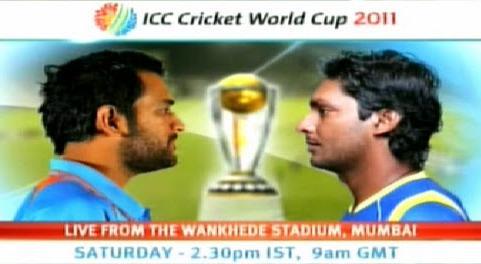 ICC Cricket World Cup 2011
LIVE FROM THE WANKHEDE STADIUM, MUMBAI
SATURDAY - 2.30pm IST, 9am GMT